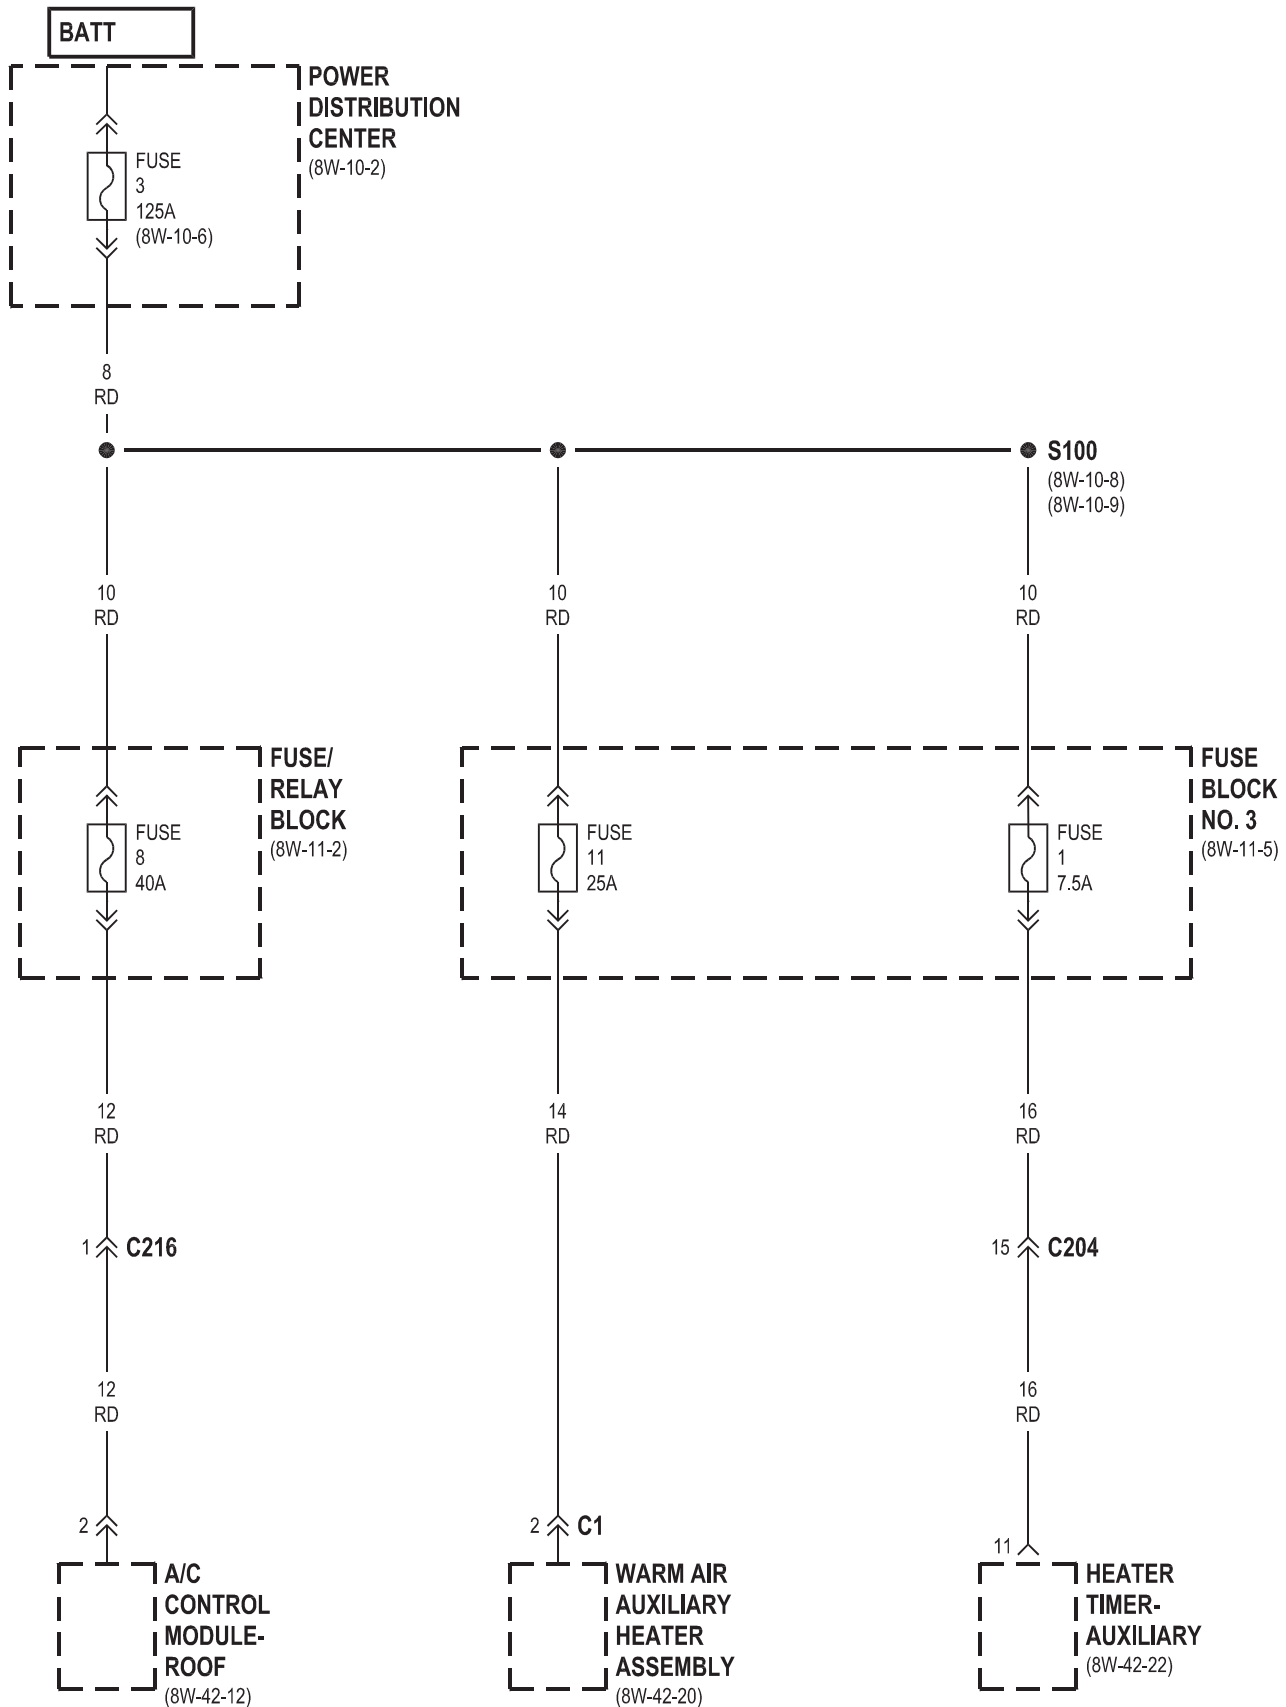 BATT
POWER
DISTRIBUTION
CENTER
(8W-10-2)
FUSE
3
125A
(8W-10-6)
8
RD
S100
(8W-10-8)
(8W-10-9)
10
RD
10
RD
10
RD
FUSE/
RELAY
BLOCK
(8W-11-2)
FUSE
8
40A
FUSE
11
25A
FUSE
1
7.5A
FUSE
BLOCK
NO. 3
(8W-11-5)
12
RD
14
RD
16
RD
1
C216
15
C204
12
RD
16
RD
2
2
C1
11
A/C
CONTROL
MODULE-
ROOF
(8W-42-12)
WARM AIR
AUXILIARY
HEATER
ASSEMBLY
(8W-42-20)
HEATER
TIMER-
AUXILIARY
(8W-42-22)